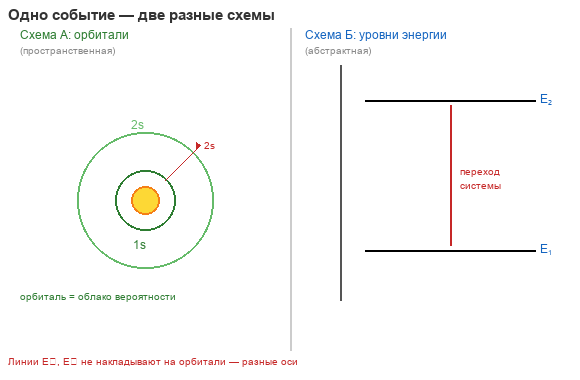 Одно событие — две разные схемы
Схема А: орбитали
(пространственная)
2s
2s
1s
орбиталь = облако вероятности
Схема Б: уровни энергии
(абстрактная)
E₂
переход
системы
E₁
Линии E□, E□ не накладывают на орбитали — разные оси